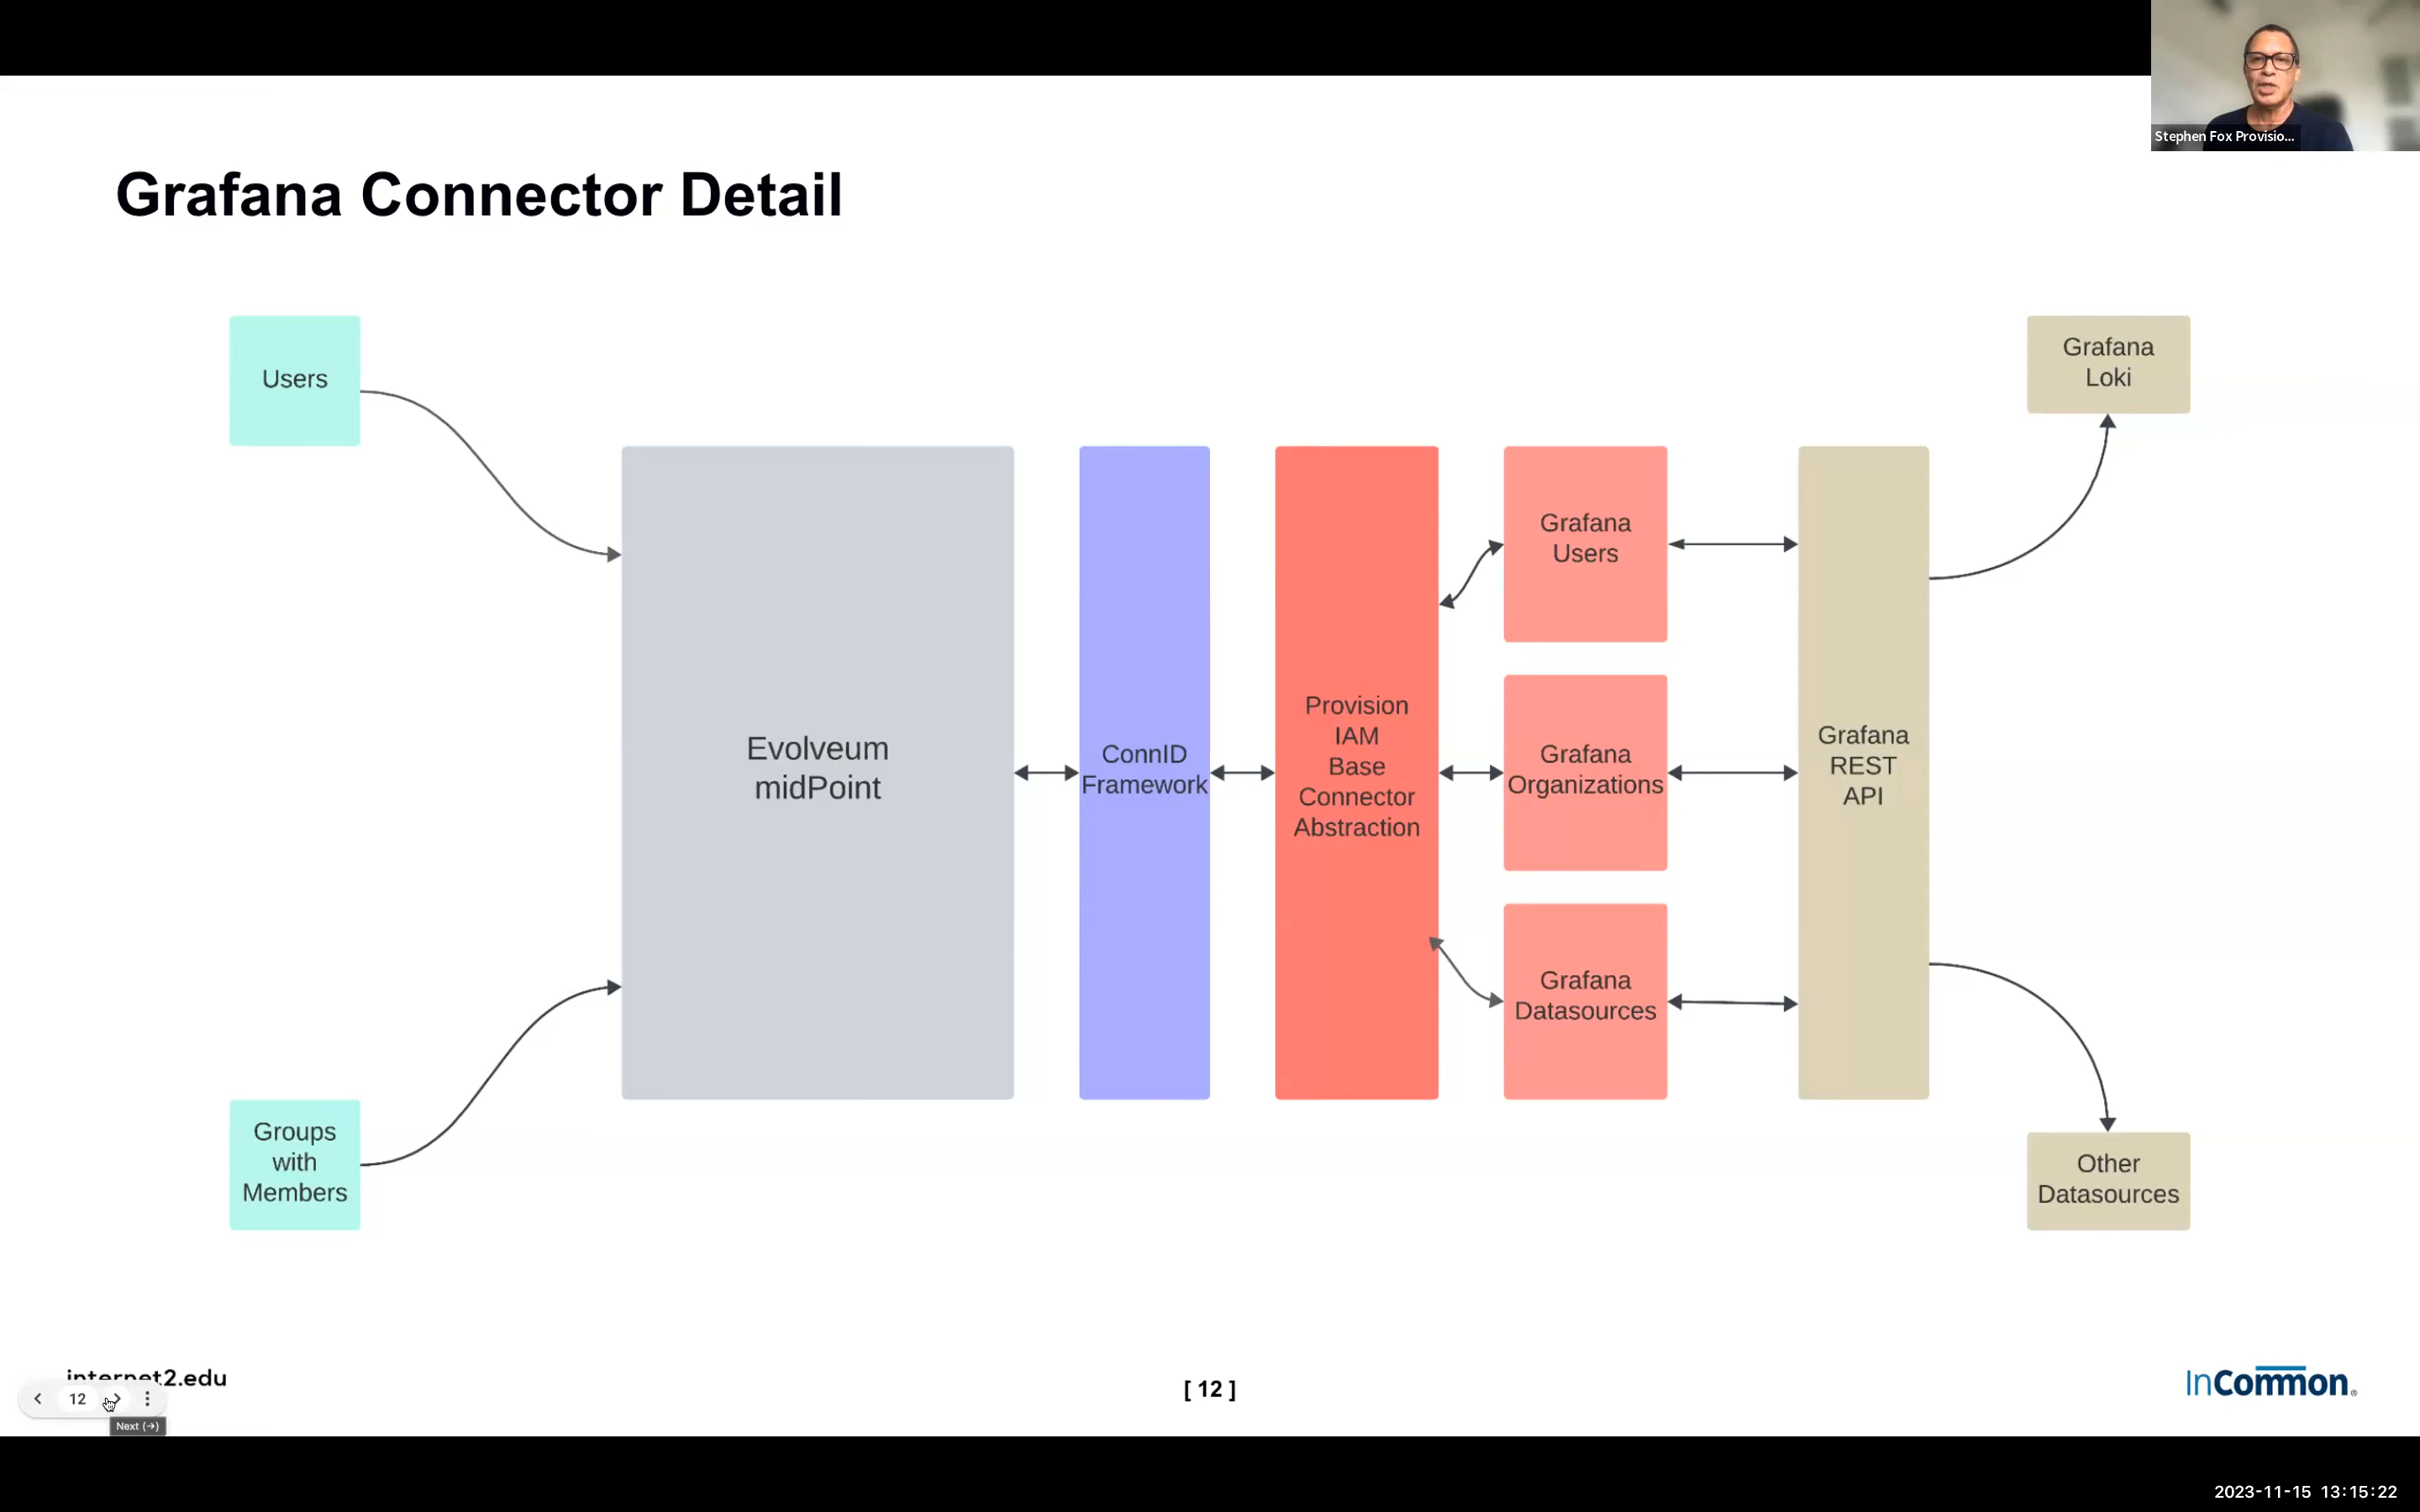 Stephen Fox Provisio...
Grafana Connector Detail
Users
Groups
with
Members
Evolveum
midPoint
ConnID
Framework
Provision
IAM
Base
Connector
Abstraction
Grafana
Users
Grafana
Organizations
Grafana
Datasources
Grafana
REST
API
Grafana
Loki
Other
Datasources
internet2.edu
12
Next (→)
[ 12 ]
InCommon®
2023-11-15 13:15:22